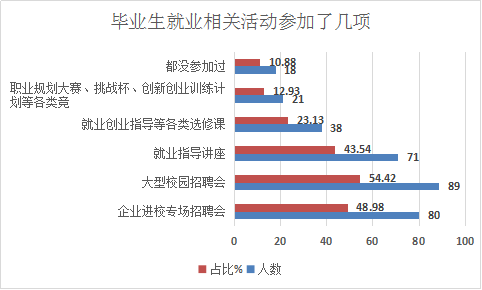 毕业生就业相关活动参加了几项
都没参加过
10.88
18
职业规划大赛、挑战杯、创新创业训练计
划等各类竟
12.93
21
就业创业指导等各类选修课
23.13
38
就业指导讲座
43.54
71
大型校园招聘会
54.42
89
企业进校专场招聘会
48.98
80
0 20 40 60 80 100
占比% 人数